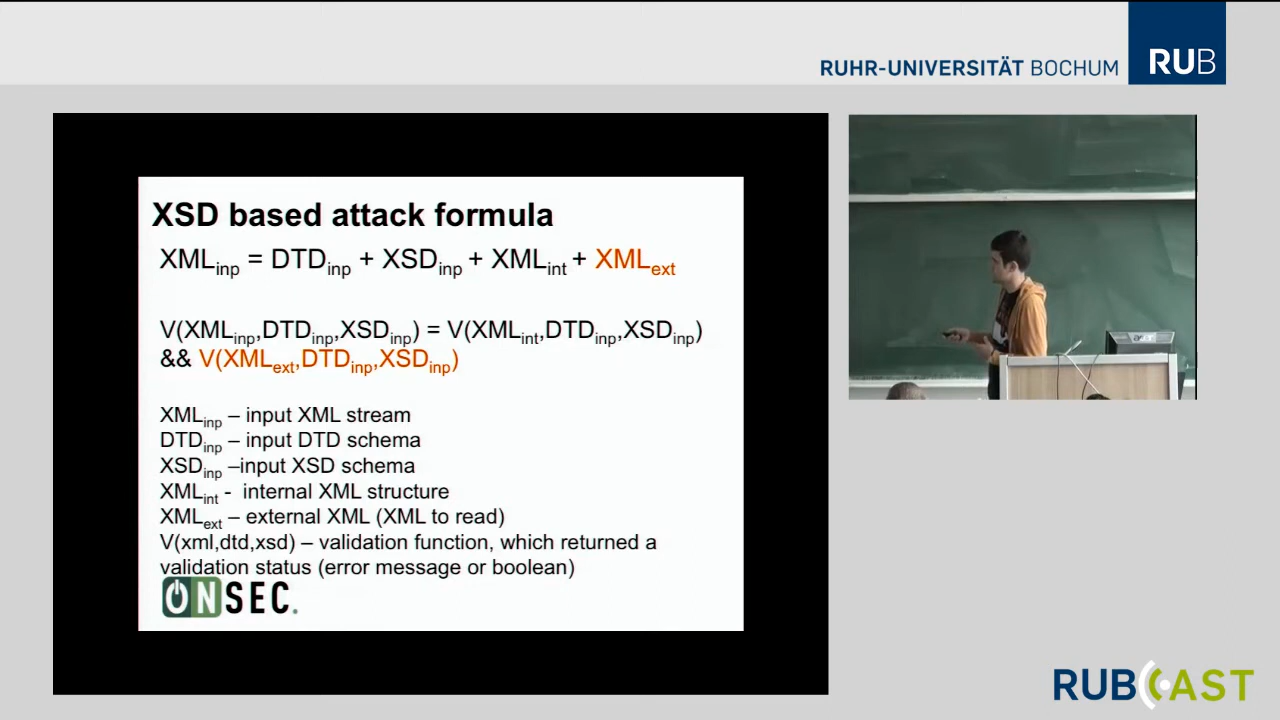 RUHR-UNIVERSITÄT BOCHUM
RUB
XSD based attack formula
XMLinp = DTDinp + XSDinp + XMLint + XMLext
V(XMLinp,DTDinp,XSDinp) = V(XMLint,DTDinp,XSDinp)
&& V(XMLext,DTDinp,XSDinp)
XMLinp – input XML stream
DTDinp – input DTD schema
XSDinp –input XSD schema
XMLint - internal XML structure
XMLext – external XML (XML to read)
V(xml,dtd,xsd) – validation function, which returned a
validation status (error message or boolean)
ONSEC.
RUBCAST